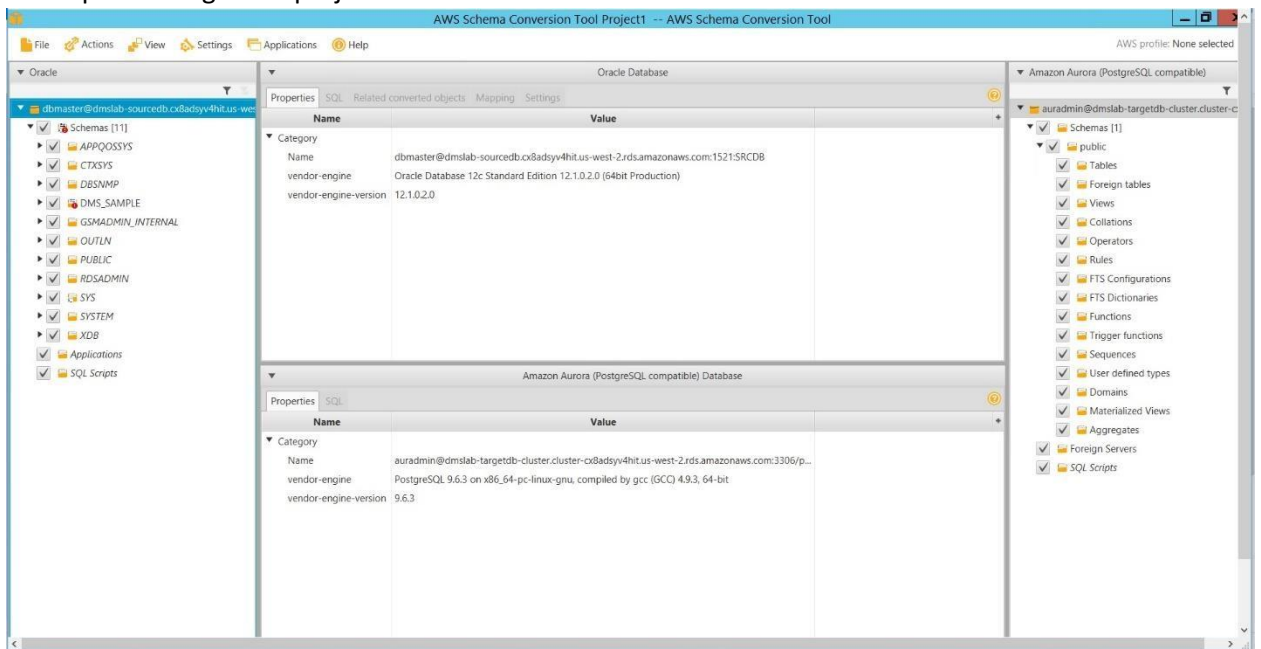 AWS Schema Conversion Tool Project1 -- AWS Schema Conversion Tool
File Actions View Settings Applications Help AWS profile: None selected
Oracle
dbmaster@dmslab-sourcedb.cx8adsyv4hit.us-wes
Schemas [11]
APPQOSSYS
CTXSYS
DBSNMP
DMS_SAMPLE
GSMADMIN_INTERNAL
OUTLN
PUBLIC
RDSADMIN
SYS
SYSTEM
XDB
Applications
SQL Scripts
Oracle Database
Properties SQL Related converted objects Mapping Settings
Name Value
Category
Name dbmaster@dmslab-sourcedb.cx8adsyv4hit.us-west-2.rds.amazonaws.com:1521:SRCDB
vendor-engine Oracle Database 12c Standard Edition 12.1.0.2.0 (64bit Production)
vendor-engine-version 12.1.0.2.0
Amazon Aurora (PostgreSQL compatible) Database
Properties SQL
Name Value
Category
Name auradmin@dmslab-targetdb-cluster.cluster-cx8adsyv4hit.us-west-2.rds.amazonaws.com:3306/p...
vendor-engine PostgreSQL 9.6.3 on x86_64-pc-linux-gnu, compiled by gcc (GCC) 4.9.3, 64-bit
vendor-engine-version 9.6.3
Amazon Aurora (PostgreSQL compatible)
auradmin@dmslab-targetdb-cluster.cluster-c
Schemas [1]
public
Tables
Foreign tables
Views
Collations
Operators
Rules
FTS Configurations
FTS Dictionaries
Functions
Trigger functions
Sequences
User defined types
Domains
Materialized Views
Aggregates
Foreign Servers
SQL Scripts